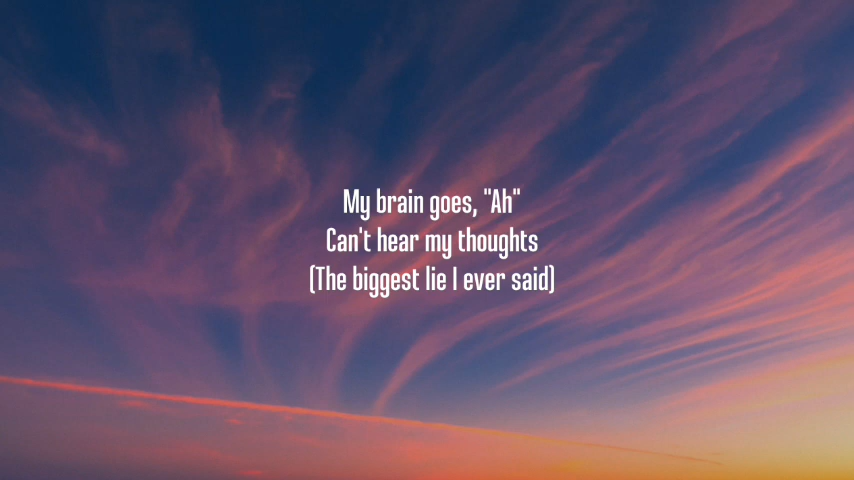 My brain goes, "Ah"
Can't hear my thoughts
(The biggest lie I ever said)